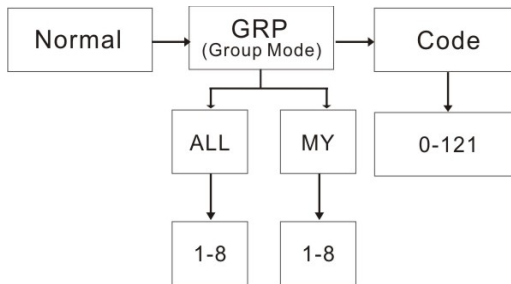 Normal
GRP
(Group Mode)
Code
ALL
MY
0-121
1-8
1-8